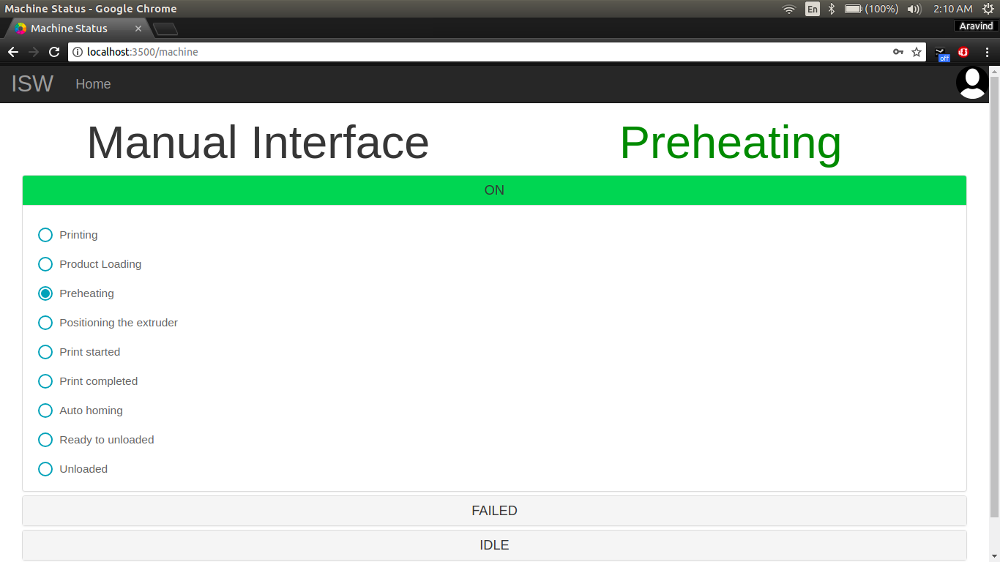 Machine Status - Google Chrome
En
(100%)
2:10 AM
Machine Status
Aravind
localhost:3500/machine
off
ISW
Home
Manual Interface
Preheating
ON
Printing
Product Loading
Preheating
Positioning the extruder
Print started
Print completed
Auto homing
Ready to unloaded
Unloaded
FAILED
IDLE